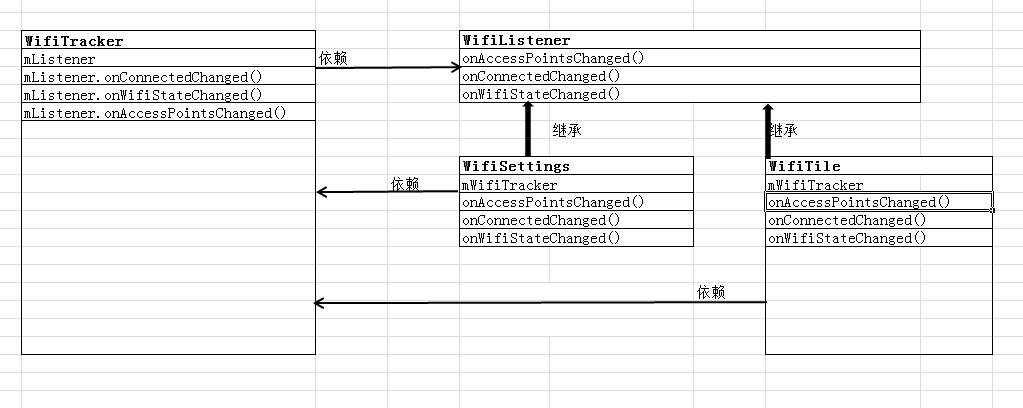 WifiTracker
mListener
mListener.onConnectedChanged()
mListener.onWifiStateChanged()
mListener.onAccessPointsChanged()
依赖
WifiListener
onAccessPointsChanged()
onConnectedChanged()
onWifiStateChanged()
继承
继承
WifiSettings
mWifiTracker
onAccessPointsChanged()
onConnectedChanged()
onWifiStateChanged()
依赖
WifiTile
mWifiTracker
onAccessPointsChanged()
onConnectedChanged()
onWifiStateChanged()
依赖